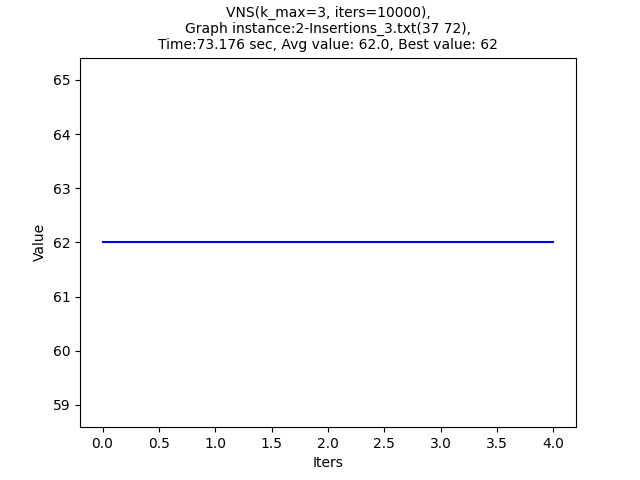 VNS(k_max=3, iters=10000),
Graph instance:2-Insertions_3.txt(37 72),
Time:73.176 sec, Avg value: 62.0, Best value: 62
65
64
63
62
61
60
59
Value
0.0 0.5 1.0 1.5 2.0 2.5 3.0 3.5 4.0
Iters